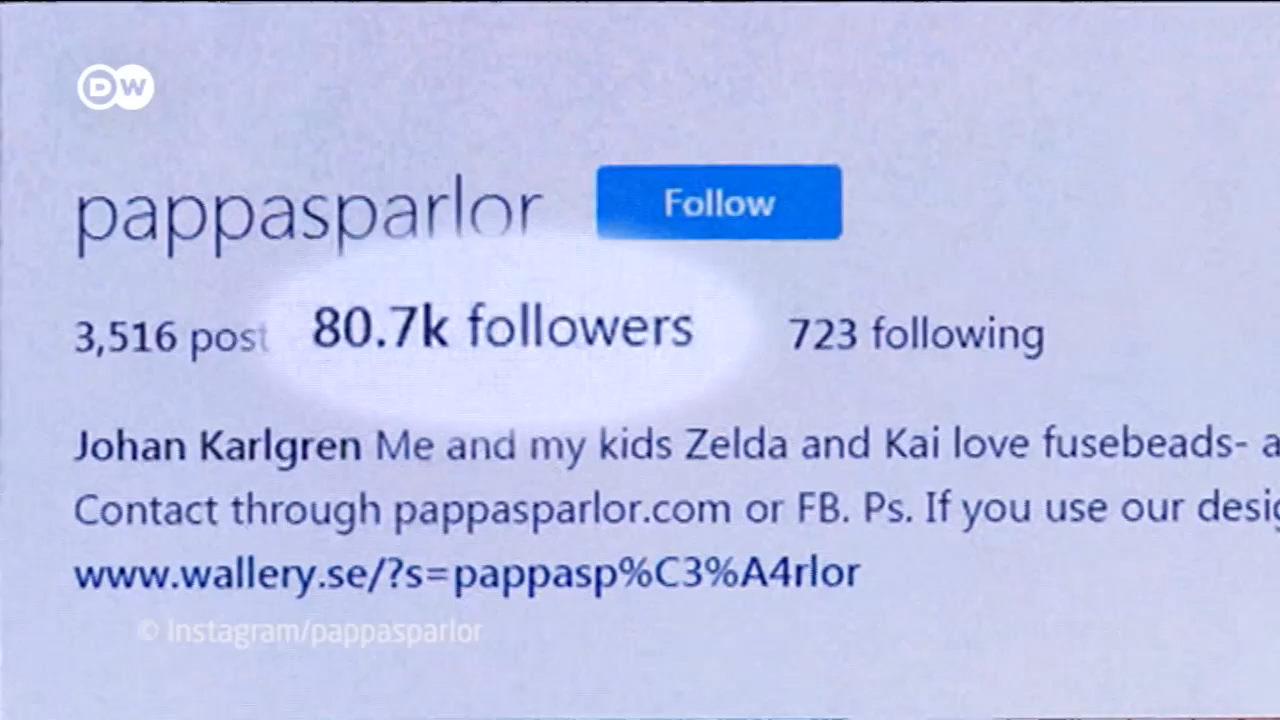 DW
pappasparlor Follow
3,516 post 80.7k followers 723 following
Johan Karlgren Me and my kids Zelda and Kai love fusebeads- a
Contact through pappasparlor.com or FB. Ps. If you use our desig
www.wallery.se/?s=pappasp%C3%A4rlor
© Instagram/pappasparlor